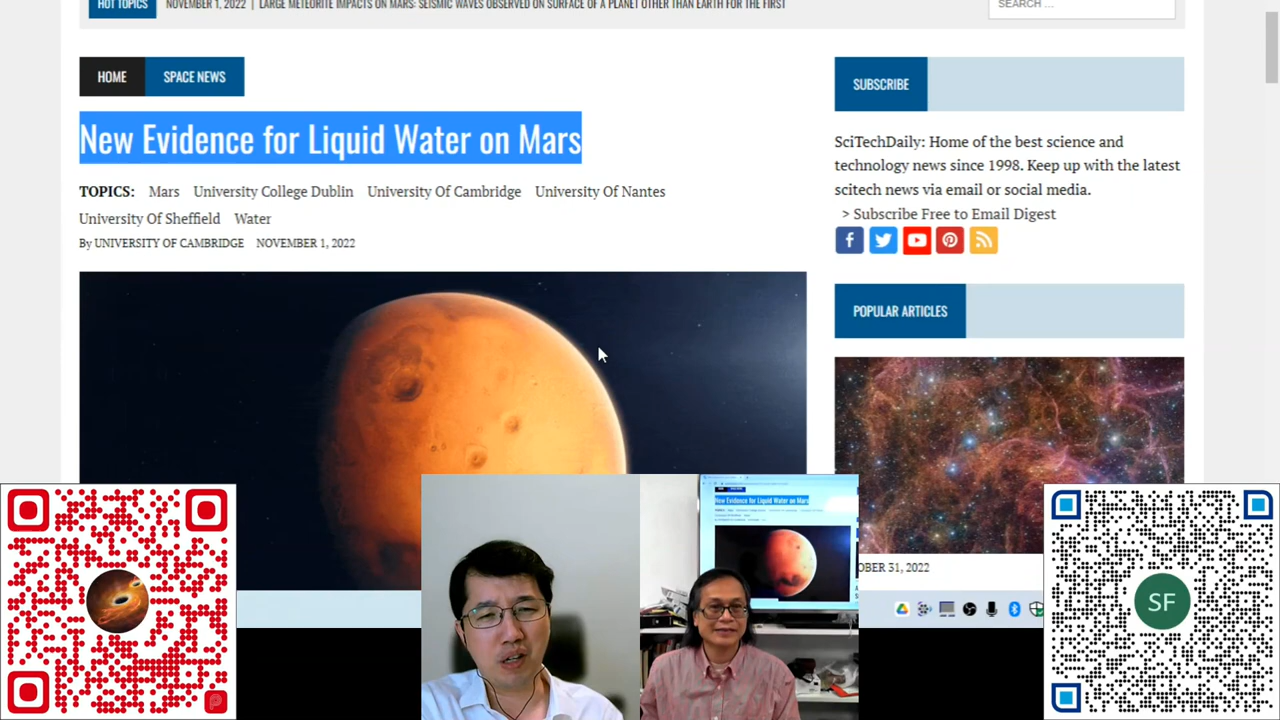 HOT TOPICS
NOVEMBER 1, 2022 | LARGE METEORITE IMPACTS ON MARS: SEISMIC WAVES OBSERVED ON SURFACE OF A PLANET OTHER THAN EARTH FOR THE FIRST
SEARCH ...
HOME
SPACE NEWS
New Evidence for Liquid Water on Mars
TOPICS: Mars University College Dublin University Of Cambridge University Of Nantes
University Of Sheffield Water
By UNIVERSITY OF CAMBRIDGE NOVEMBER 1, 2022
SUBSCRIBE
SciTechDaily: Home of the best science and
technology news since 1998. Keep up with the latest
scitech news via email or social media.
> Subscribe Free to Email Digest
POPULAR ARTICLES
OBER 31, 2022
New Evidence for Liquid Water on Mars
SF